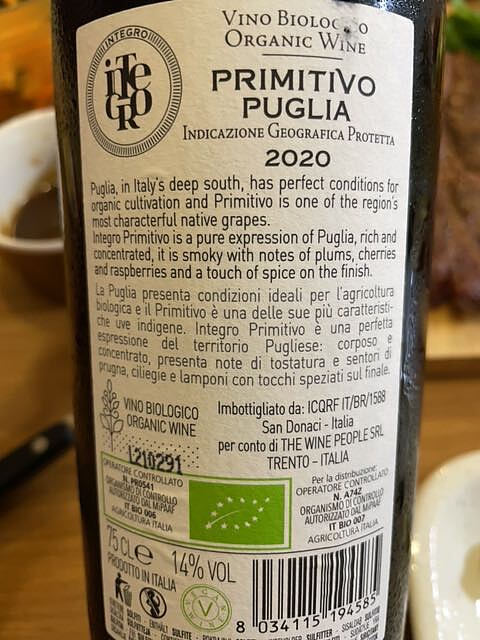 VINO BIOLOGICO
ORGANIC WINE
INTEGRO
iNTeGRO
PRIMITIVO
PUGLIA
INDICAZIONE GEOGRAFICA PROTETTA
2020
Puglia, in Italy's deep south, has perfect conditions for
organic cultivation and Primitivo is one of the region's
most characterful native grapes.
Integro Primitivo is a pure expression of Puglia, rich and
concentrated, it is smoky with notes of plums, cherries
and raspberries and a touch of spice on the finish.
La Puglia presenta condizioni ideali per l'agricoltura
biologica e il Primitivo è una delle sue più caratteristi-
che uve indigene. Integro Primitivo è una perfetta
espressione del territorio Pugliese: corposo e
concentrato, presenta note di tostatura e sentori di
prugna, ciliegie e lamponi con tocchi speziati sul finale.
VINO BIOLOGICO
ORGANIC WINE
L210291
Imbottigliato da: ICQRF IT/BR/1588
San Donaci - Italia
per conto di THE WINE PEOPLE SRL
TRENTO – ITALIA
OPERATORE CONTROLLATO
ORGANISMO DI CONTROLLO
AUTORIZZATO DAL MiPAAF
IT BIO 006
AGRICOLTURA ITALIA
Per la distribuzione:
OPERATORE CONTROLLATO
N. A74Z
ORGANISMO DI CONTROLLO
AUTORIZZATO DAL MiPAAF
IT BIO 007
AGRICOLTURA ITALIA
75 CL e 14% VOL
PRODOTTO IN ITALIA
VEGAN
V
8 034115 194585